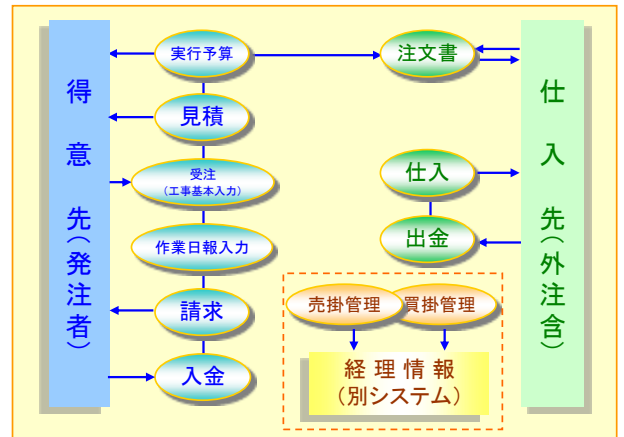 得意先(発注者)
実行予算
見積
受注
(工事基本入力)
作業日報入力
請求
入金
注文書
仕入
出金
売掛管理
買掛管理
経理情報
(別システム)
仕入先(外注含)